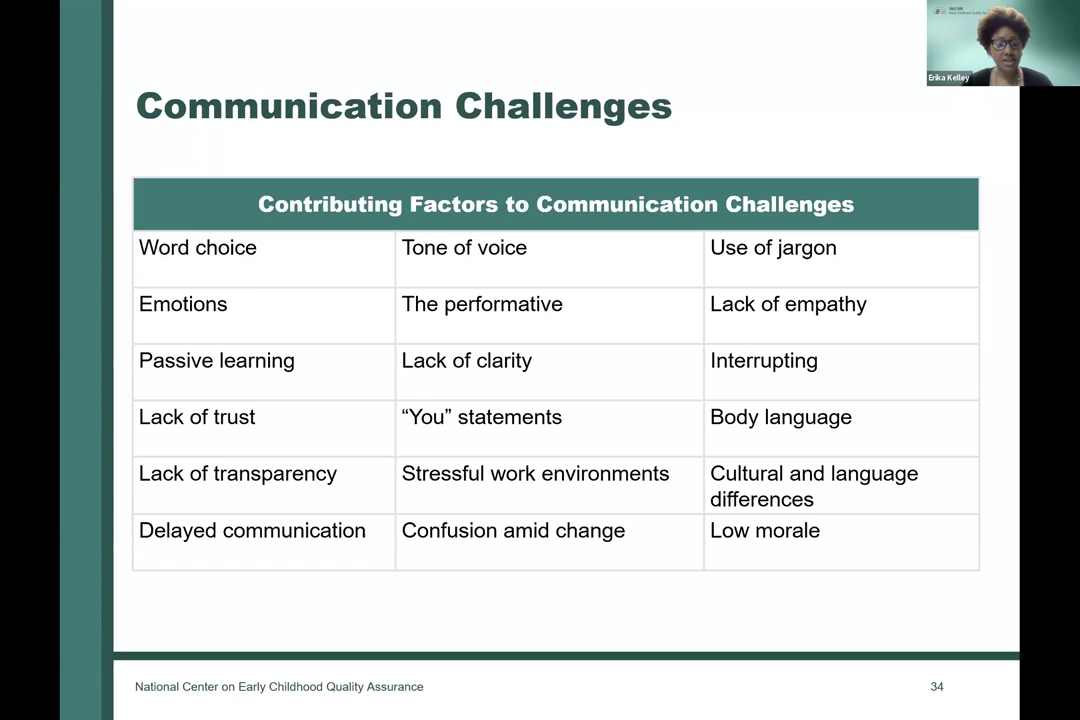 Erika Kelley
Communication Challenges
Contributing Factors to Communication Challenges
Word choice
Tone of voice
Use of jargon
Emotions
The performative
Lack of empathy
Passive learning
Lack of clarity
Interrupting
Lack of trust
“You” statements
Body language
Lack of transparency
Stressful work environments
Cultural and language
differences
Delayed communication
Confusion amid change
Low morale
National Center on Early Childhood Quality Assurance
34